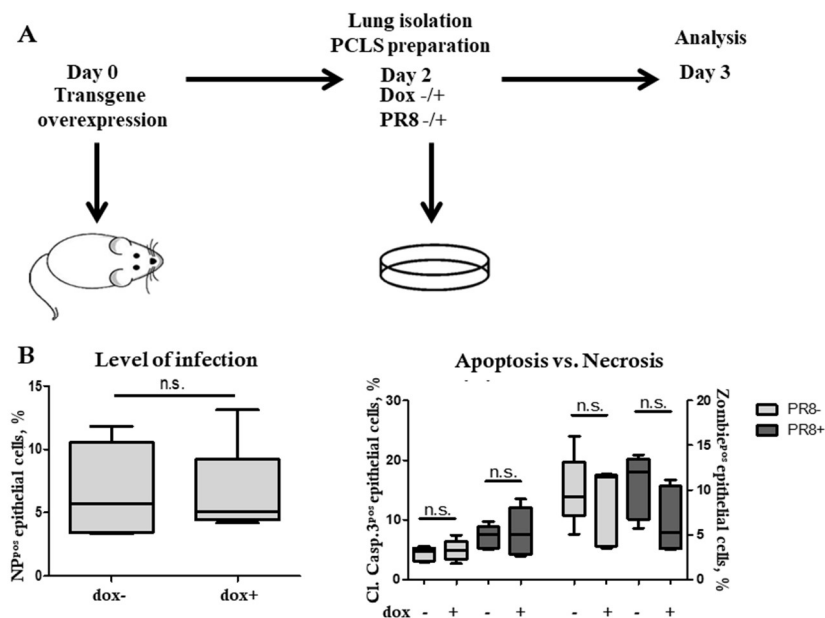 A
Day 0
Transgene
overexpression
Lung isolation
PCLS preparation
Day 2
Dox -/+
PR8 -/+
Analysis
Day 3
B
Level of infection
NPpos epithelial cells, %
15
10
5
0
n.s.
dox-
dox+
Apoptosis vs. Necrosis
Cl. Casp.3pos epithelial cells, %
30
20
10
0
n.s.
n.s.
n.s.
n.s.
20
15
10
5
0
Zombiepos epithelial cells, %
PR8-
PR8+
dox - + - + - + - +